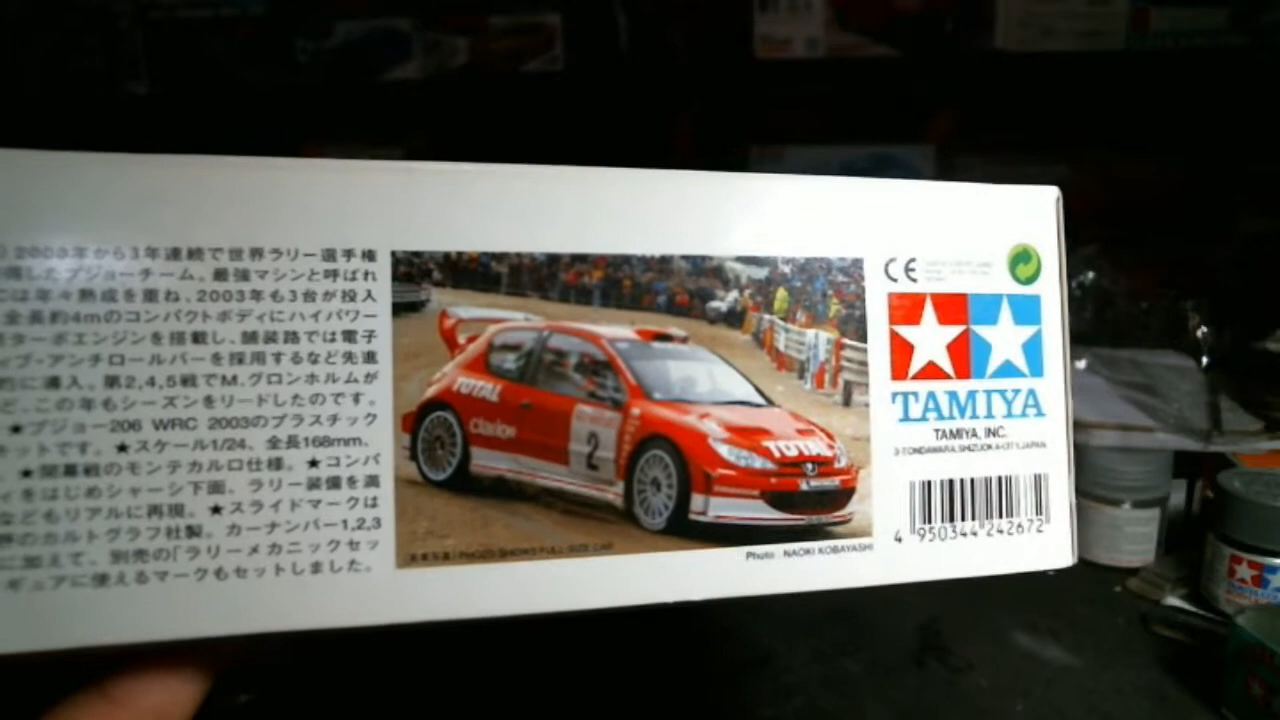 2000年から3年連続で世界ラリー選手権
したプジョーチーム。最強マシンと呼ばれ
は年々熟成を重ね、2003年も3台が投入
全長約4mのコンパクトボディにハイパワー
ターボエンジンを搭載し、舗装路では電子
ブ・アンチロールバーを採用するなど先進
的に導入。第2,4,5戦でM.グロンホルムが
ど、この年もシーズンをリードしたのです。
★プジョー206 WRC 2003のプラスチック
キットです。★スケール1/24、全長168mm。
★開幕戦のモンテカルロ仕様。★コンパ
ィをはじめシャーシ下面、ラリー装備を満
などもリアルに再現。★スライドマークは
界のカルトグラフ社製。カーナンバー1,2,3
に加えて、別売の「ラリーメカニックセッ
ギュアに使えるマークもセットしました。
TOTAL
Clarion
2
TOTAL
PHOTO SHOWS FULL SIZE CAR
Photo : NAOKI KOBAYASHI
CE
TAMIYA
TAMIYA, INC.
3-7,ONDAWARA,SHIZUOKA-CITY,JAPAN
4 950344 242672